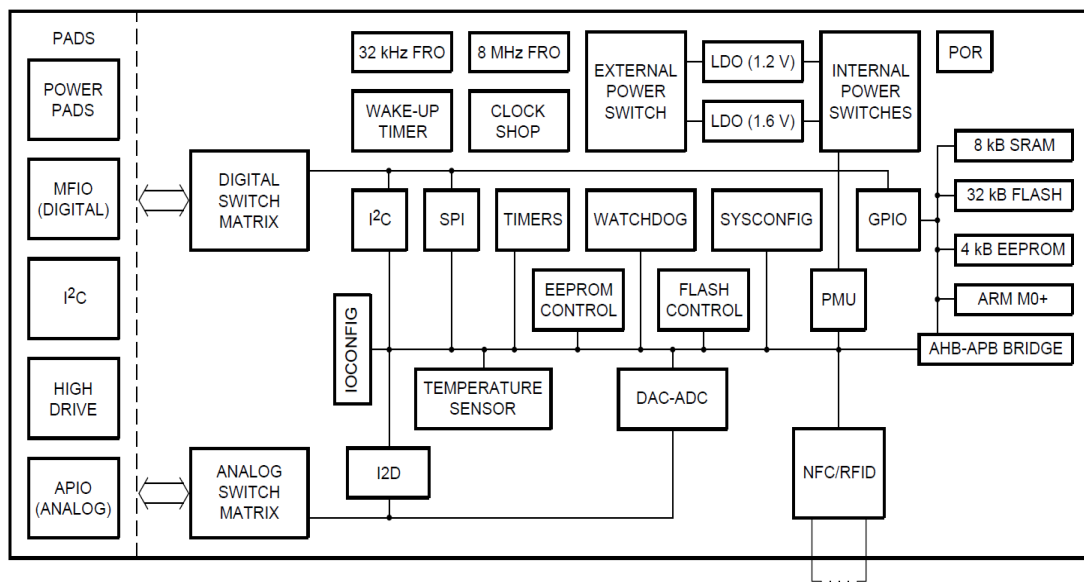 PADS
POWER
PADS
MFIO
(DIGITAL)
I²C
HIGH
DRIVE
APIO
(ANALOG)
DIGITAL
SWITCH
MATRIX
ANALOG
SWITCH
MATRIX
32 kHz FRO
8 MHz FRO
WAKE-UP
TIMER
CLOCK
SHOP
EXTERNAL
POWER
SWITCH
LDO (1.2 V)
LDO (1.6 V)
INTERNAL
POWER
SWITCHES
POR
8 kB SRAM
32 kB FLASH
4 kB EEPROM
ARM M0+
AHB-APB BRIDGE
I²C
SPI
TIMERS
WATCHDOG
SYSCONFIG
GPIO
EEPROM
CONTROL
FLASH
CONTROL
PMU
IOCONFIG
TEMPERATURE
SENSOR
DAC-ADC
I2D
NFC/RFID